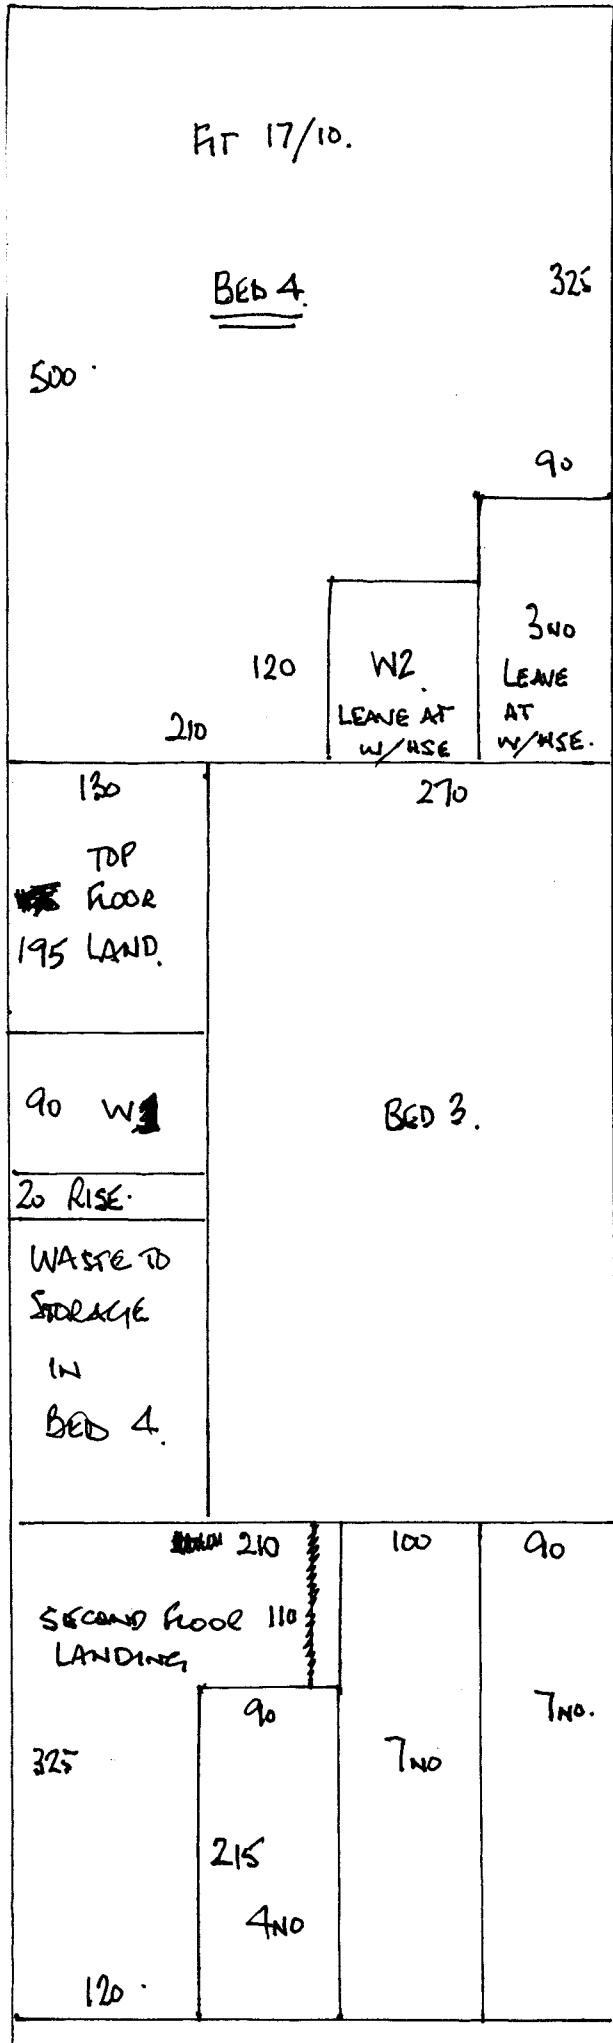 FIT 17/10.
BED 4.
325
500
90
3NO
LEAVE
AT
W/HSE.
120
W2.
LEAVE AT
W/HSE
210
130
270
TOP
FLOOR
195 LAND.
90 W1
BED 3.
20 RISE.
WASTE TO
STORAGE
IN
BED 4.
210
100
90
SECOND FLOOR 110
LANDING
90
7NO.
325
7NO
215
4NO
120